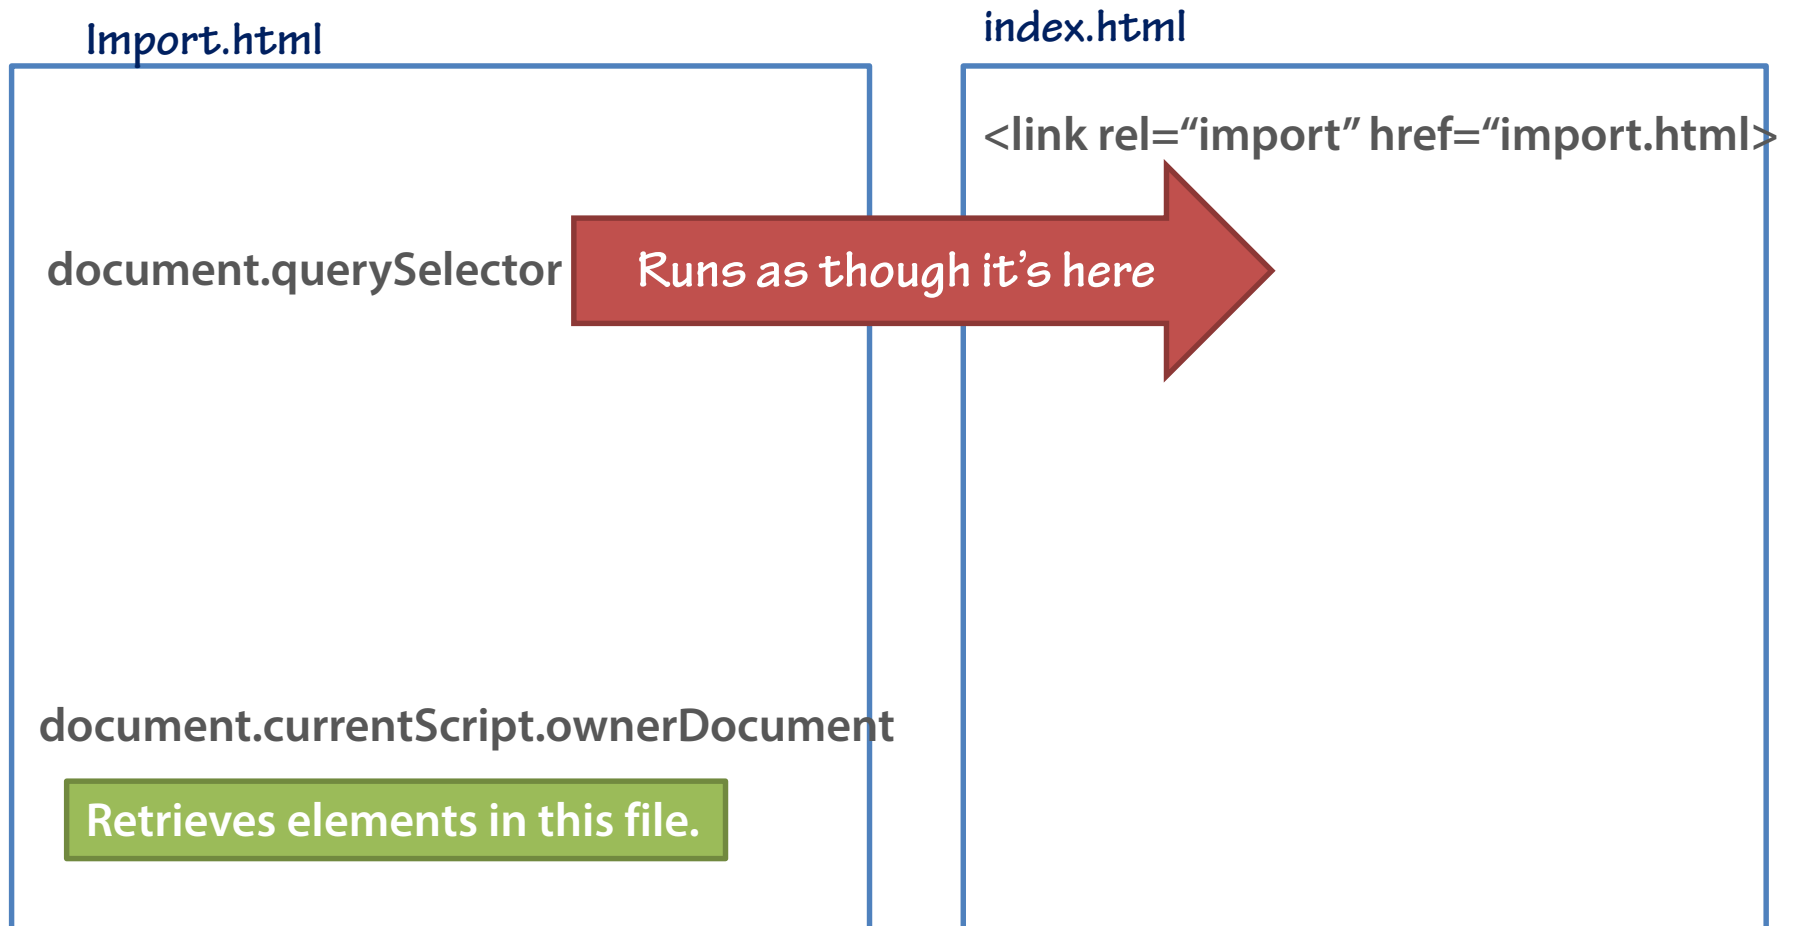 Import.html
index.html
<link rel=“import” href=“import.html>
document.querySelector
Runs as though it’s here
document.currentScript.ownerDocument
Retrieves elements in this file.